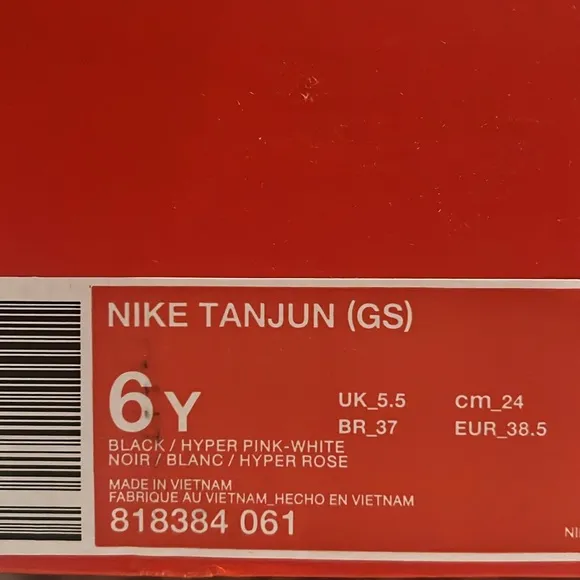 NIKE TANJUN (GS)
6Y
UK_5.5 cm_24
BR_37 EUR_38.5
BLACK / HYPER PINK-WHITE
NOIR / BLANC / HYPER ROSE
MADE IN VIETNAM
FABRIQUE AU VIETNAM_HECHO EN VIETNAM
818384 061